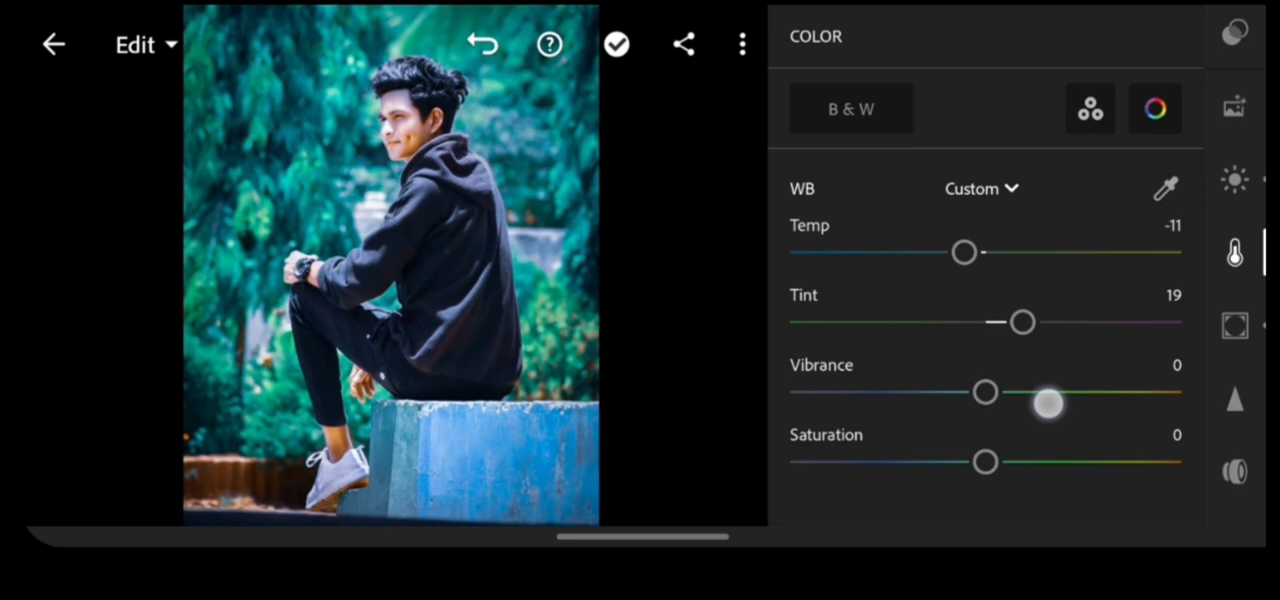 Edit
COLOR
B & W
WB
Custom
Temp
-11
Tint
19
Vibrance
0
Saturation
0